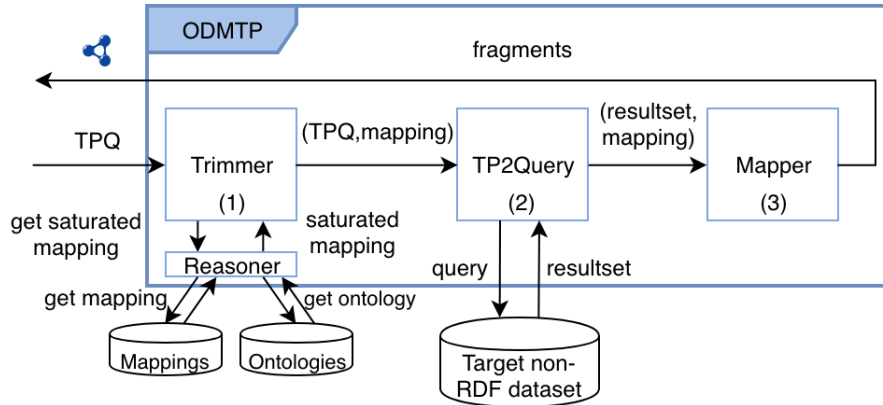 ODMTP
fragments
TPQ
(TPQ,mapping)
(resultset,
mapping)
Trimmer
(1)
TP2Query
(2)
Mapper
(3)
get saturated
mapping
saturated
mapping
Reasoner
get mapping
get ontology
query
resultset
Mappings
Ontologies
Target non-
RDF dataset